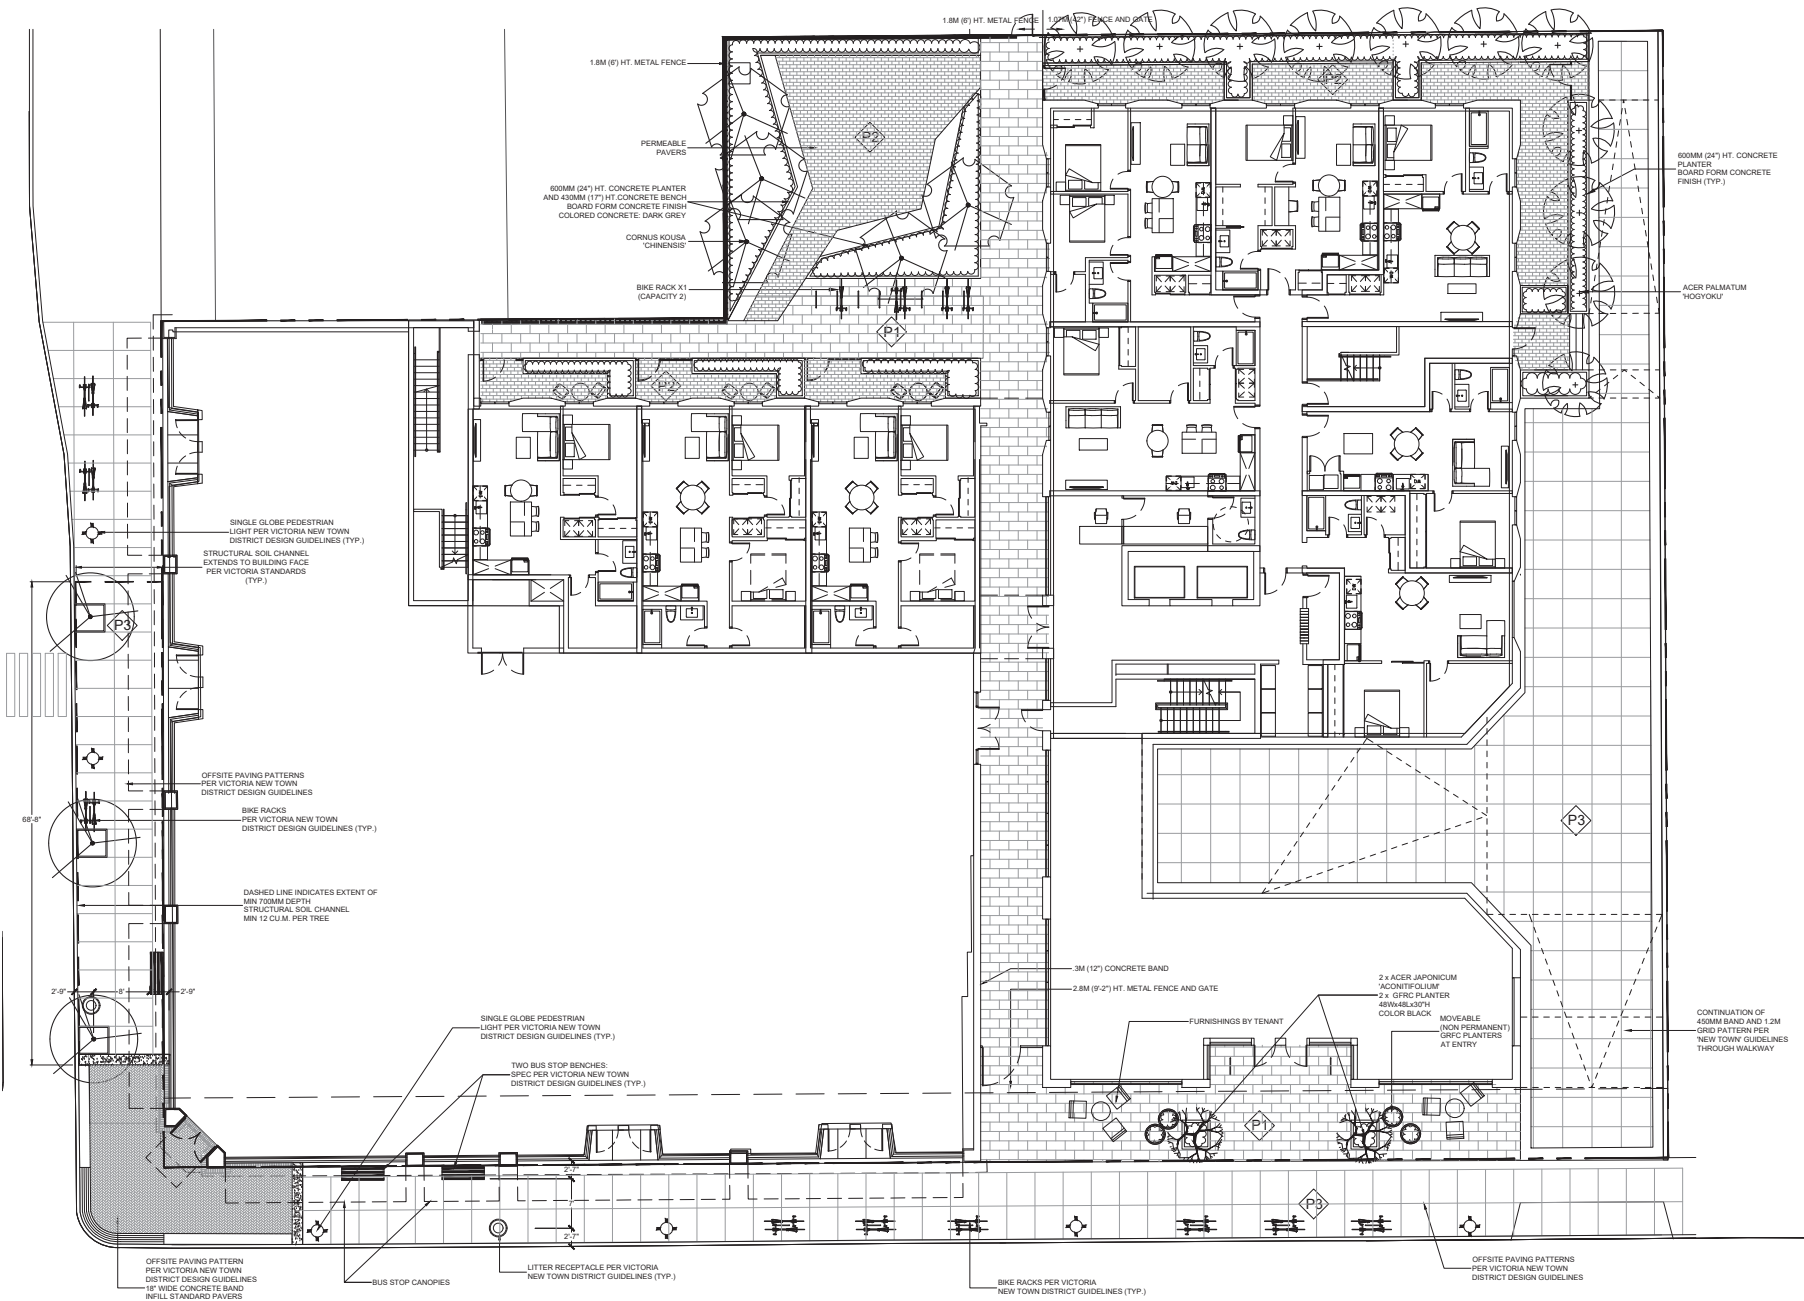 1.8M (6') HT. METAL FENCE
1.07M (42") FENCE AND GATE
1.8M (6') HT. METAL FENCE
P2
P2
PERMEABLE
PAVERS
600MM (24") HT. CONCRETE
PLANTER
BOARD FORM CONCRETE
FINISH (TYP.)
600MM (24") HT. CONCRETE PLANTER
AND 430MM (17") HT.CONCRETE BENCH
BOARD FORM CONCRETE FINISH
COLORED CONCRETE: DARK GREY
CORNUS KOUSA
'CHINENSIS'
BIKE RACK X1
(CAPACITY 2)
ACER PALMATUM
'HOGYOKU'
P1
P2
SINGLE GLOBE PEDESTRIAN
LIGHT PER VICTORIA NEW TOWN
DISTRICT DESIGN GUIDELINES (TYP.)
STRUCTURAL SOIL CHANNEL
EXTENDS TO BUILDING FACE
PER VICTORIA STANDARDS
(TYP.)
P3
OFFSITE PAVING PATTERNS
PER VICTORIA NEW TOWN
DISTRICT DESIGN GUIDELINES
BIKE RACKS
PER VICTORIA NEW TOWN
DISTRICT DESIGN GUIDELINES (TYP.)
68'-8"
P3
DASHED LINE INDICATES EXTENT OF
MIN 700MM DEPTH
STRUCTURAL SOIL CHANNEL
MIN 12 CU.M. PER TREE
2'-9"
8'
2'-9"
.3M (12") CONCRETE BAND
2.8M (9'-2") HT. METAL FENCE AND GATE
2 x ACER JAPONICUM
'ACONITIFOLIUM'
2 x GFRC PLANTER
48Wx48Lx30"H
COLOR BLACK
FURNISHINGS BY TENANT
MOVEABLE
(NON PERMANENT)
GRFC PLANTERS
AT ENTRY
CONTINUATION OF
450MM BAND AND 1.2M
GRID PATTERN PER
'NEW TOWN' GUIDELINES
THROUGH WALKWAY
SINGLE GLOBE PEDESTRIAN
LIGHT PER VICTORIA NEW TOWN
DISTRICT DESIGN GUIDELINES (TYP.)
TWO BUS STOP BENCHES:
SPEC PER VICTORIA NEW TOWN
DISTRICT DESIGN GUIDELINES (TYP.)
P1
2'-7"
7'
2'-7"
P3
OFFSITE PAVING PATTERN
PER VICTORIA NEW TOWN
DISTRICT DESIGN GUIDELINES
18" WIDE CONCRETE BAND
INFILL STANDARD PAVERS
BUS STOP CANOPIES
LITTER RECEPTACLE PER VICTORIA
NEW TOWN DISTRICT GUIDELINES (TYP.)
BIKE RACKS PER VICTORIA
NEW TOWN DISTRICT GUIDELINES (TYP.)
OFFSITE PAVING PATTERNS
PER VICTORIA NEW TOWN
DISTRICT DESIGN GUIDELINES